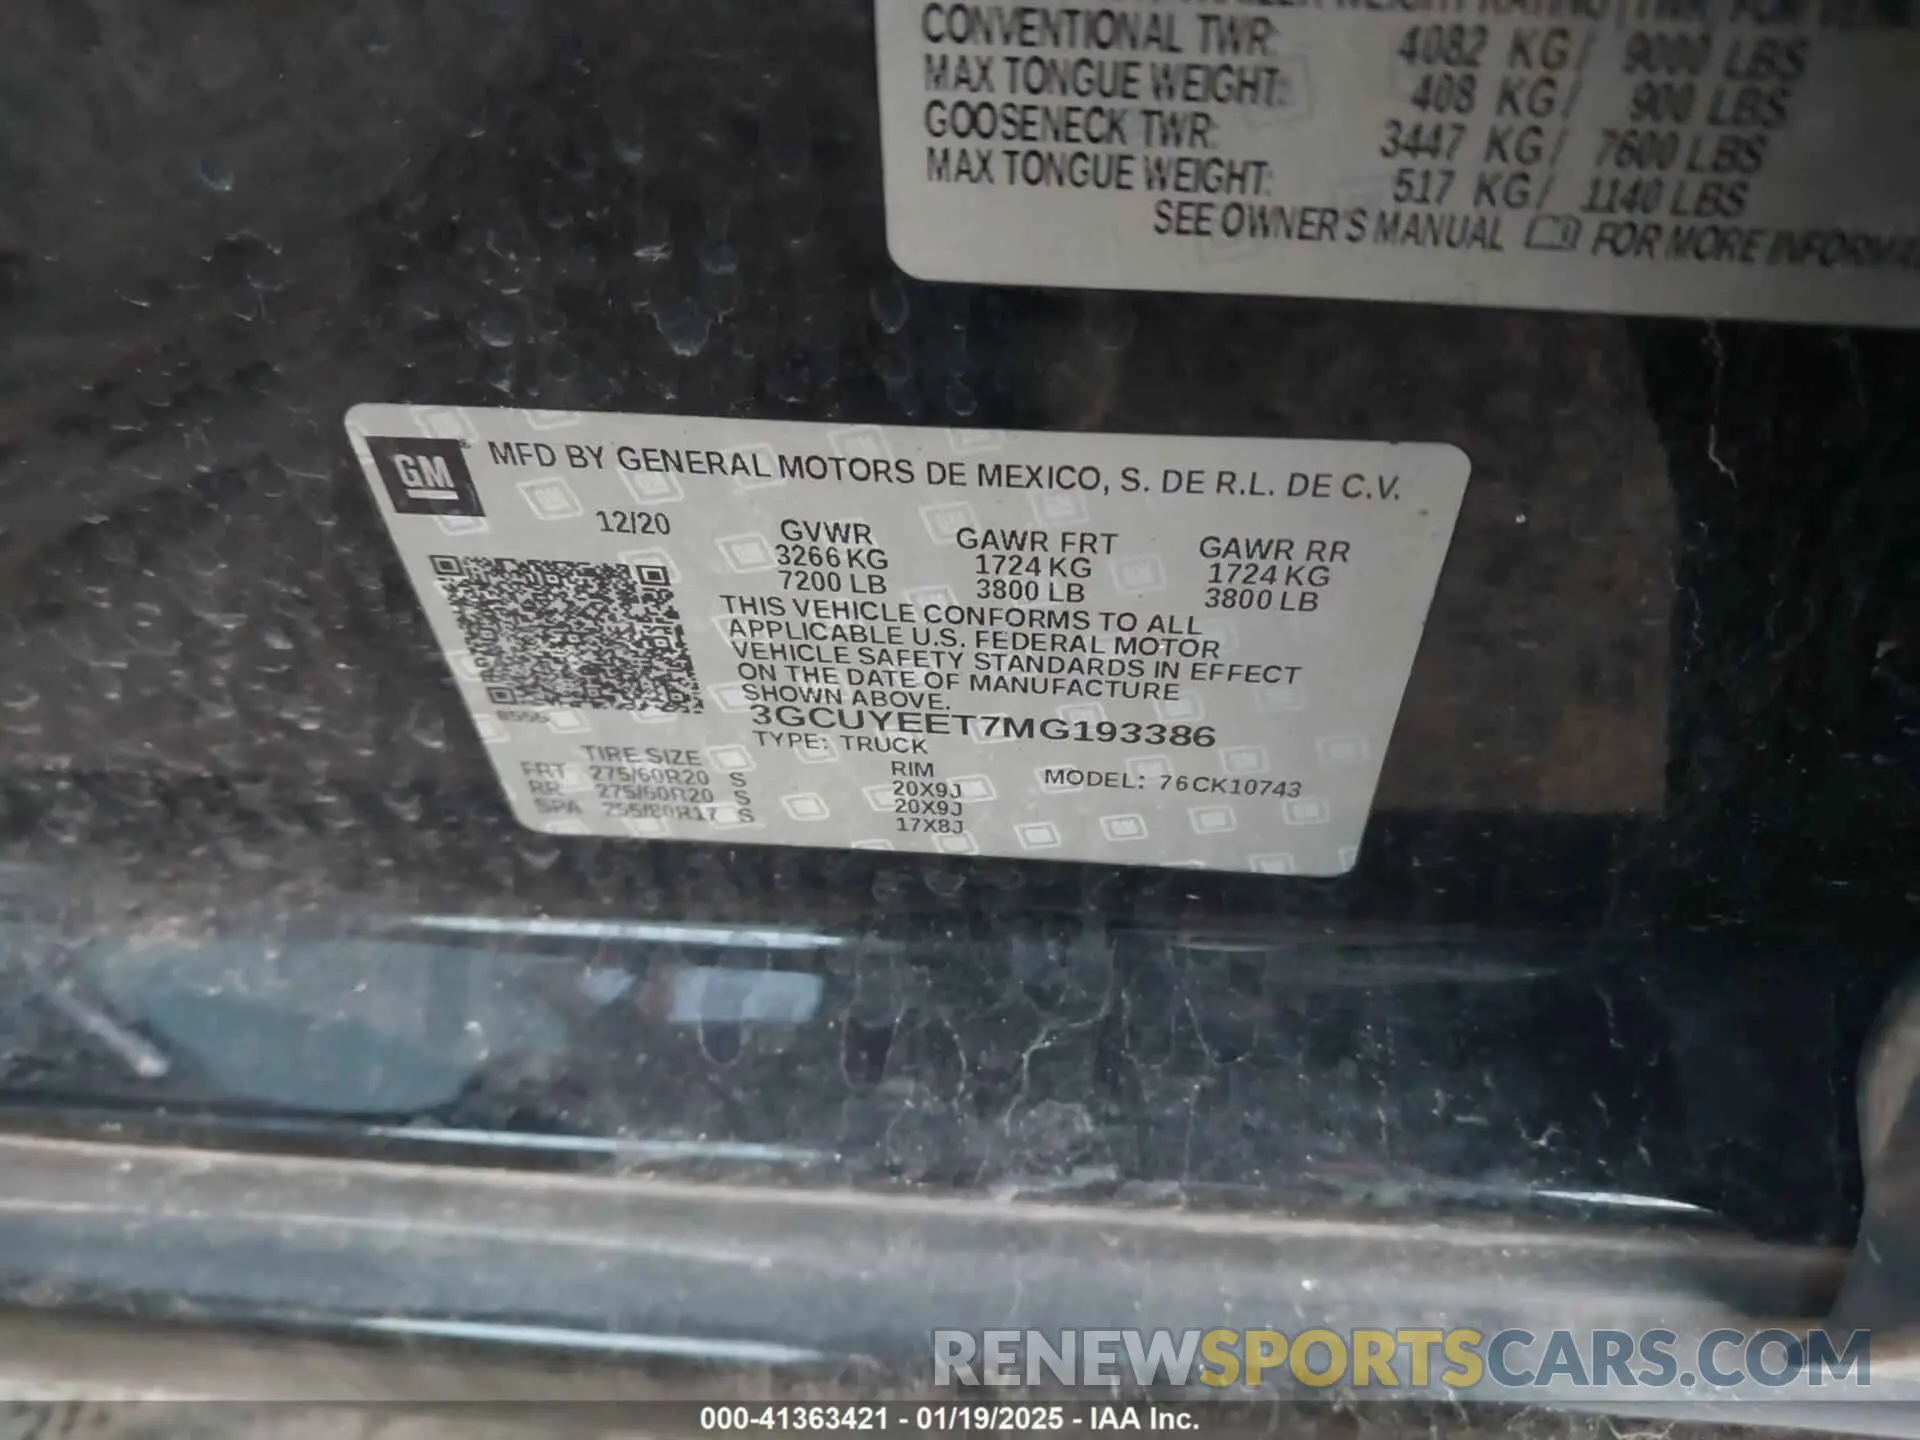 CONVENTIONAL TWR: 4082 KG/ 9000 LBS
MAX TONGUE WEIGHT: 408 KG/ 900 LBS
GOOSENECK TWR: 3447 KG/ 7600 LBS
MAX TONGUE WEIGHT: 517 KG/ 1140 LBS
SEE OWNER'S MANUAL FOR MORE
GM MFD BY GENERAL MOTORS DE MEXICO, S. DE R.L. DE C.V.
12/20 GVWR GAWR FRT GAWR RR
3266 KG 1724 KG 1724 KG
7200 LB 3800 LB 3800 LB
THIS VEHICLE CONFORMS TO ALL
APPLICABLE U.S. FEDERAL MOTOR
VEHICLE SAFETY STANDARDS IN EFFECT
ON THE DATE OF MANUFACTURE
SHOWN ABOVE.
3GCUYEET7MG193386
TYPE: TRUCK
TIRE SIZE RIM MODEL: 76CK10743
FRT 275/60R20 S 20X9J
RR 275/60R20 S 20X9J
SPA 255/80R17 S 17X8J
RENEWSPORTSCARS.COM
000-41363421 - 01/19/2025 - IAA Inc.